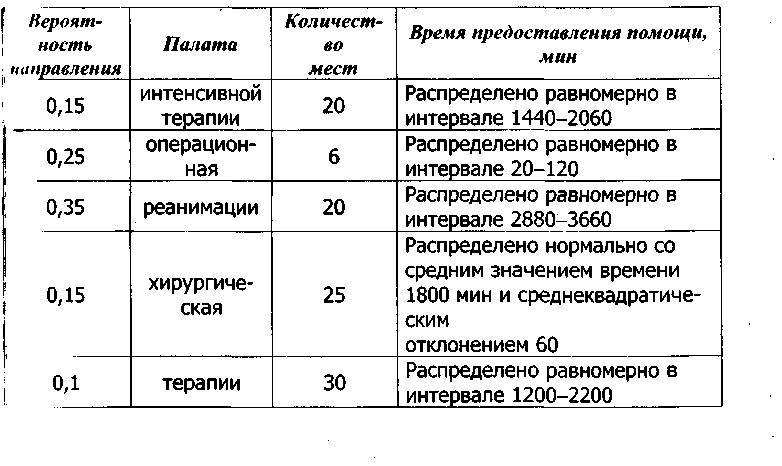 Вероят-
ность
направления
Палата
Количест-
во
мест
Время предоставления помощи,
мин
0,15
интенсивной
терапии
20
Распределено равномерно в
интервале 1440–2060
0,25
операцион-
ная
6
Распределено равномерно в
интервале 20–120
0,35
реанимации
20
Распределено равномерно в
интервале 2880–3660
0,15
хирургиче-
ская
25
Распределено нормально со
средним значением времени
1800 мин и среднеквадратиче-
ским
отклонением 60
0,1
терапии
30
Распределено равномерно в
интервале 1200–2200